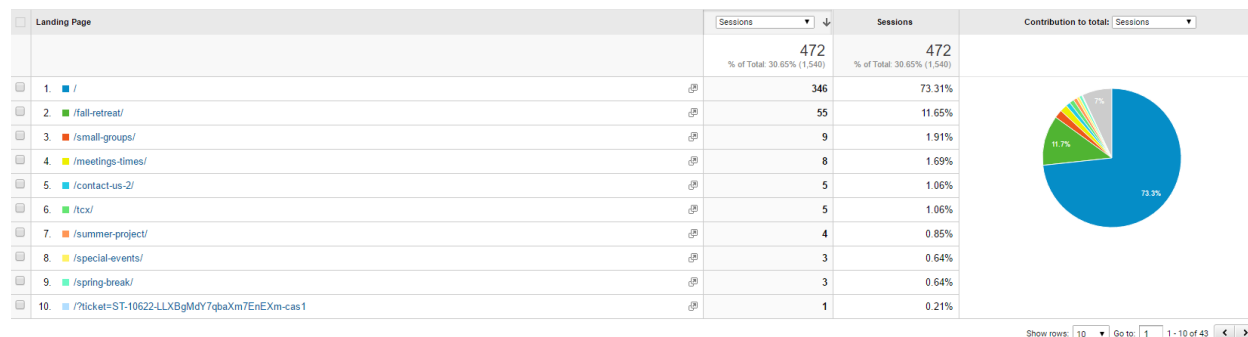 Landing Page Sessions Sessions Contribution to total: Sessions
472 472
% of Total: 30.65% (1,540) % of Total: 30.65% (1,540)
1. / 346 73.31%
2. /fall-retreat/ 55 11.65%
3. /small-groups/ 9 1.91%
4. /meetings-times/ 8 1.69%
5. /contact-us-2/ 5 1.06%
6. /tcx/ 5 1.06%
7. /summer-project/ 4 0.85%
8. /special-events/ 3 0.64%
9. /spring-break/ 3 0.64%
10. /?ticket=ST-10622-LLXBgMdY7qbaXm7EnEXm-cas1 1 0.21%
7%
11.7%
73.3%
Show rows: 10 Go to: 1 1 - 10 of 43